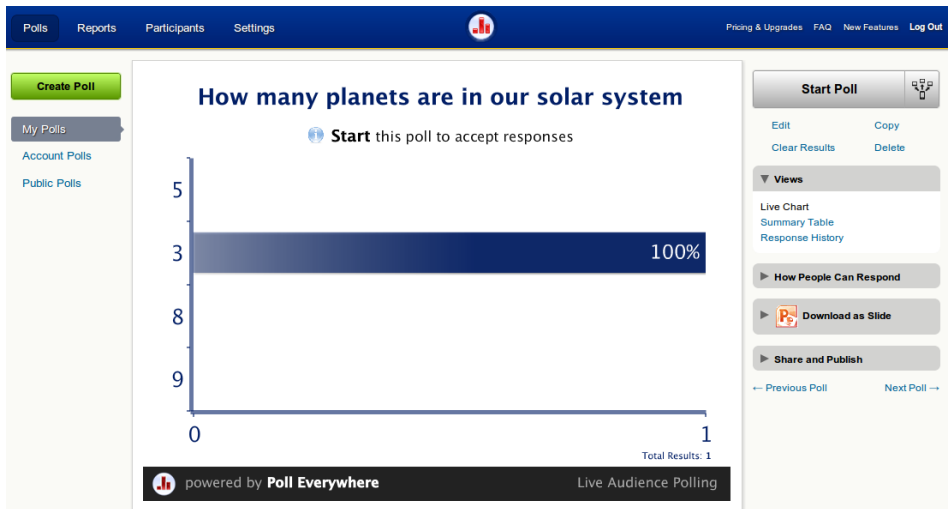 Polls Reports Participants Settings Pricing & Upgrades FAQ New Features Log Out
Create Poll
My Polls
Account Polls
Public Polls
How many planets are in our solar system
Start this poll to accept responses
5
3 100%
8
9
0 1
Total Results: 1
powered by Poll Everywhere Live Audience Polling
Start Poll
Edit Copy
Clear Results Delete
Views
Live Chart
Summary Table
Response History
How People Can Respond
Download as Slide
Share and Publish
← Previous Poll Next Poll →